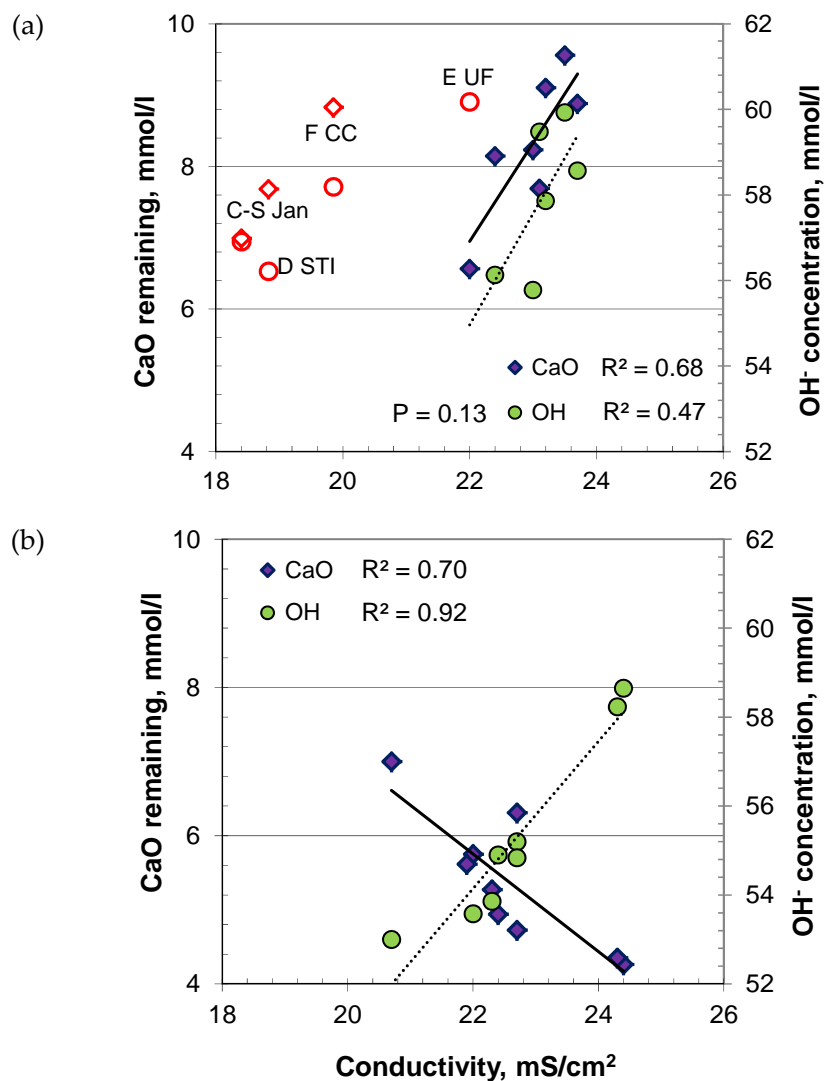 (a)
CaO remaining, mmol/l
10
8
6
4
E UF
F CC
C-S Jan
D STI
CaO R² = 0.68
P = 0.13 OH R² = 0.47
18 20 22 24 26
62
60
58
56
54
52
OH⁻ concentration, mmol/l
(b)
CaO remaining, mmol/l
10
8
6
4
CaO R² = 0.70
OH R² = 0.92
18 20 22 24 26
62
60
58
56
54
52
OH⁻ concentration, mmol/l
Conductivity, mS/cm²